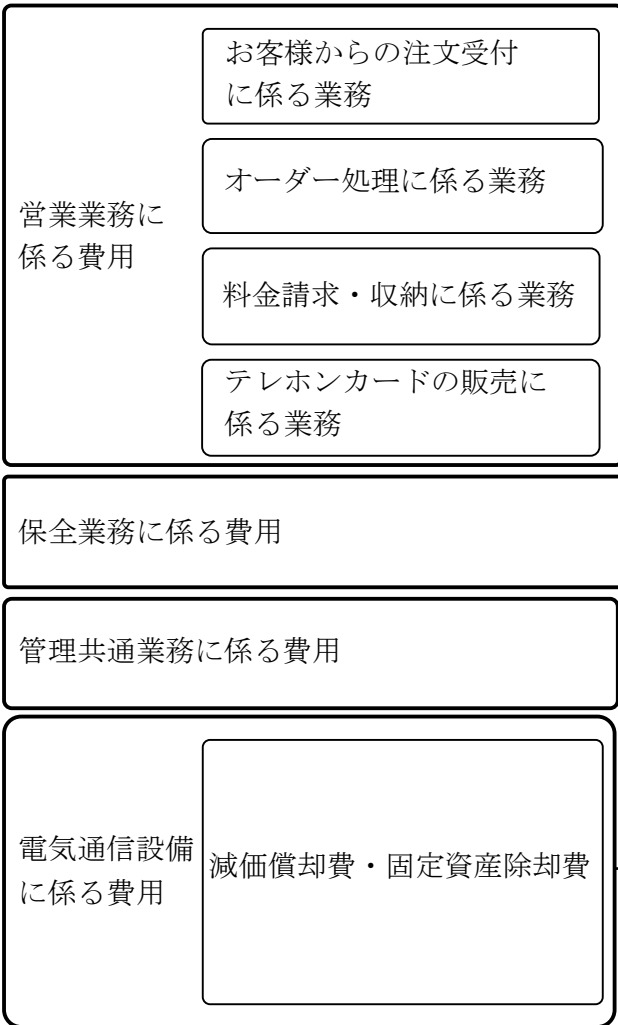 営業業務に
係る費用
お客様からの注文受付
に係る業務
オーダー処理に係る業務
料金請求・収納に係る業務
テレホンカードの販売に
係る業務
保全業務に係る費用
管理共通業務に係る費用
電気通信設備
に係る費用
減価償却費・固定資産除却費